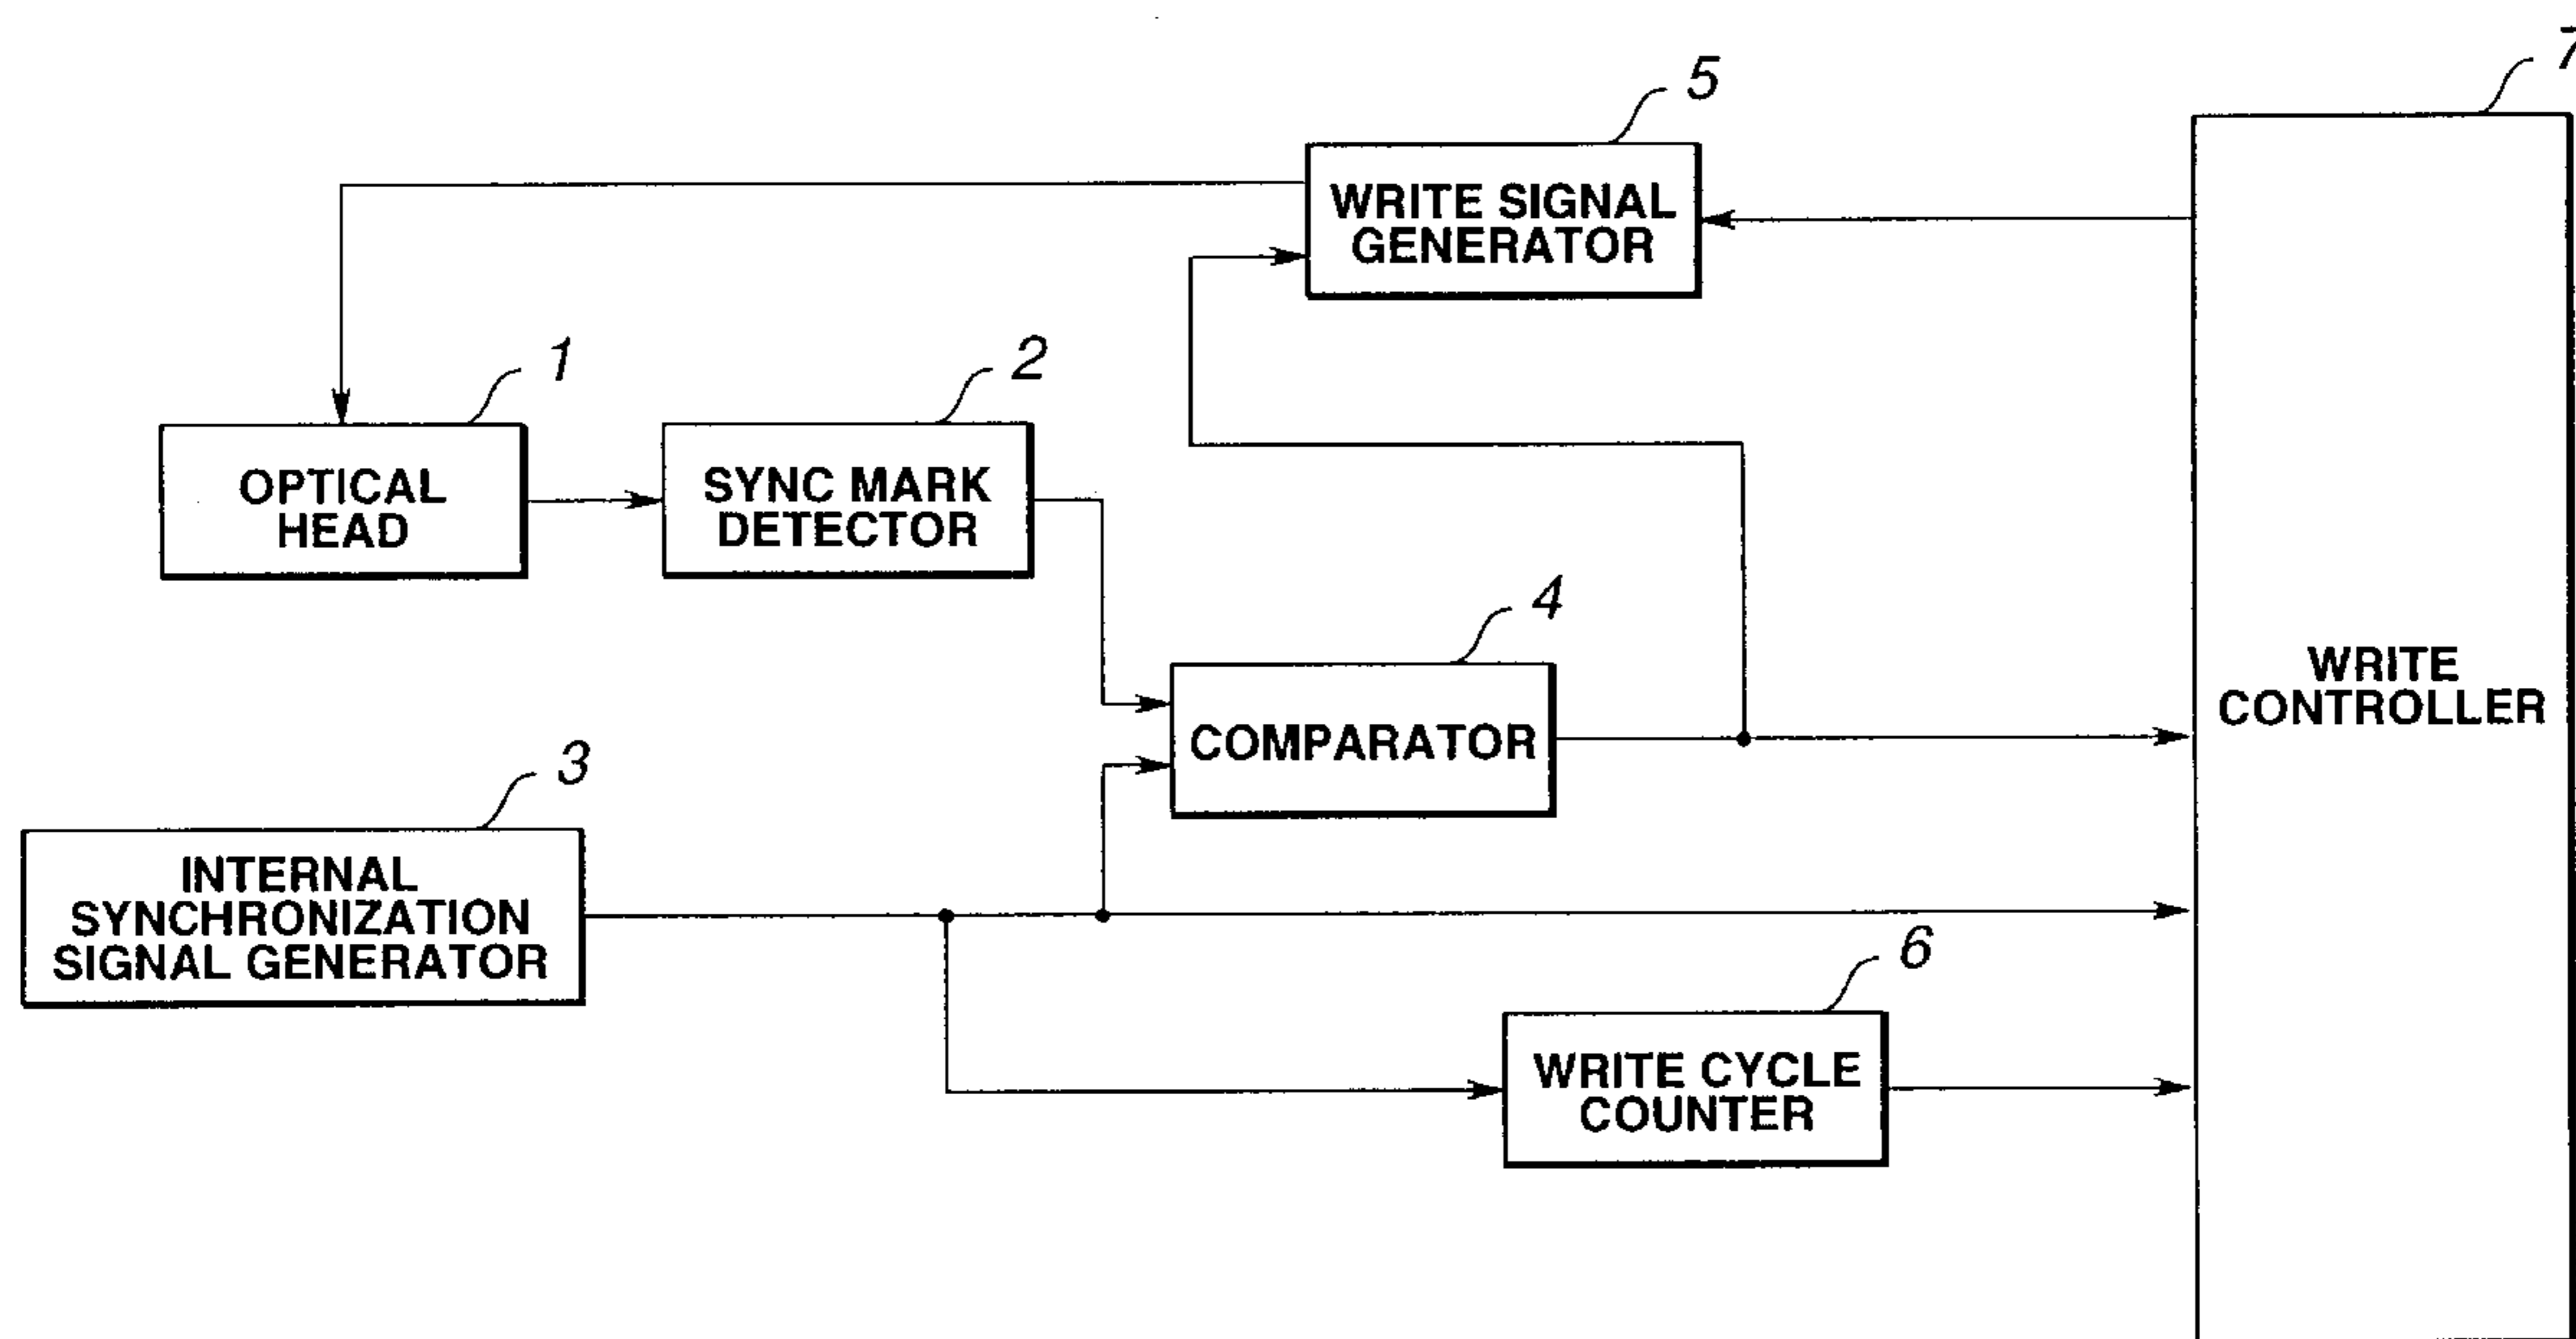 7
5
WRITE SIGNAL
GENERATOR
1
2
OPTICAL
HEAD
SYNC MARK
DETECTOR
4
WRITE
CONTROLLER
COMPARATOR
3
INTERNAL
SYNCHRONIZATION
SIGNAL GENERATOR
6
WRITE CYCLE
COUNTER